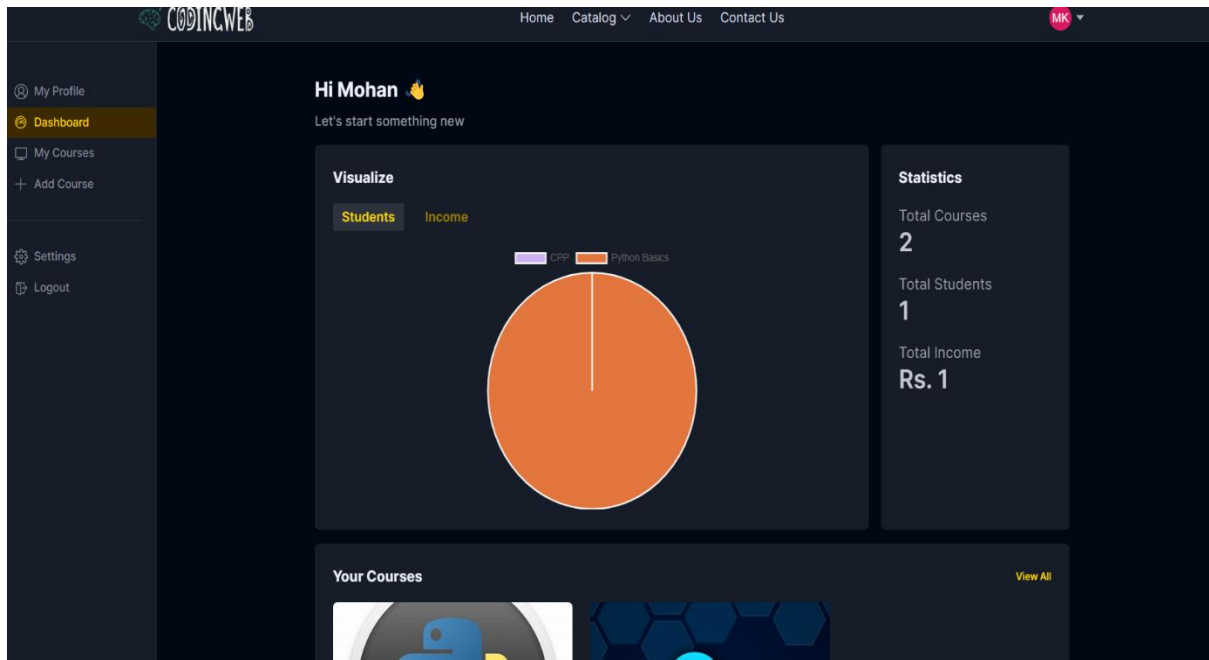 CODINGWEB
Home Catalog About Us Contact Us
MK
My Profile
Dashboard
My Courses
Add Course
Settings
Logout
Hi Mohan 👋
Let's start something new
Visualize
Students Income
CPP Python Basics
Statistics
Total Courses
2
Total Students
1
Total Income
Rs. 1
Your Courses
View All